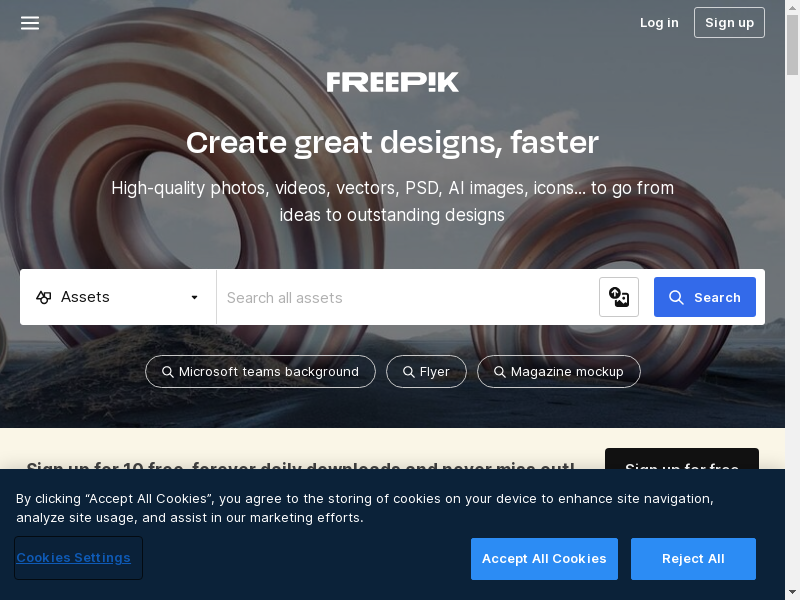 Log in
Sign up
FREEPIK
Create great designs, faster
High-quality photos, videos, vectors, PSD, AI images, icons... to go from
ideas to outstanding designs
Assets
Search all assets
Search
Microsoft teams background
Flyer
Magazine mockup
Sign up for 10 free-forever daily downloads and never miss out!
Sign up for free
By clicking “Accept All Cookies”, you agree to the storing of cookies on your device to enhance site navigation,
analyze site usage, and assist in our marketing efforts.
Cookies Settings
Accept All Cookies
Reject All